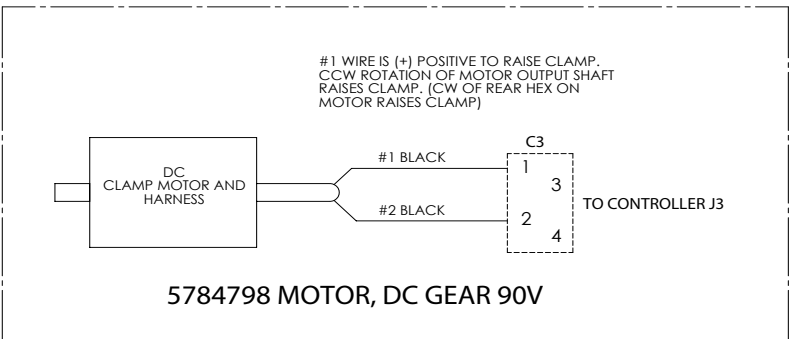 #1 WIRE IS (+) POSITIVE TO RAISE CLAMP.
CCW ROTATION OF MOTOR OUTPUT SHAFT
RAISES CLAMP. (CW OF REAR HEX ON
MOTOR RAISES CLAMP)
C3
DC
CLAMP MOTOR AND
HARNESS
#1 BLACK
1
3
#2 BLACK
2
4
TO CONTROLLER J3
5784798 MOTOR, DC GEAR 90V